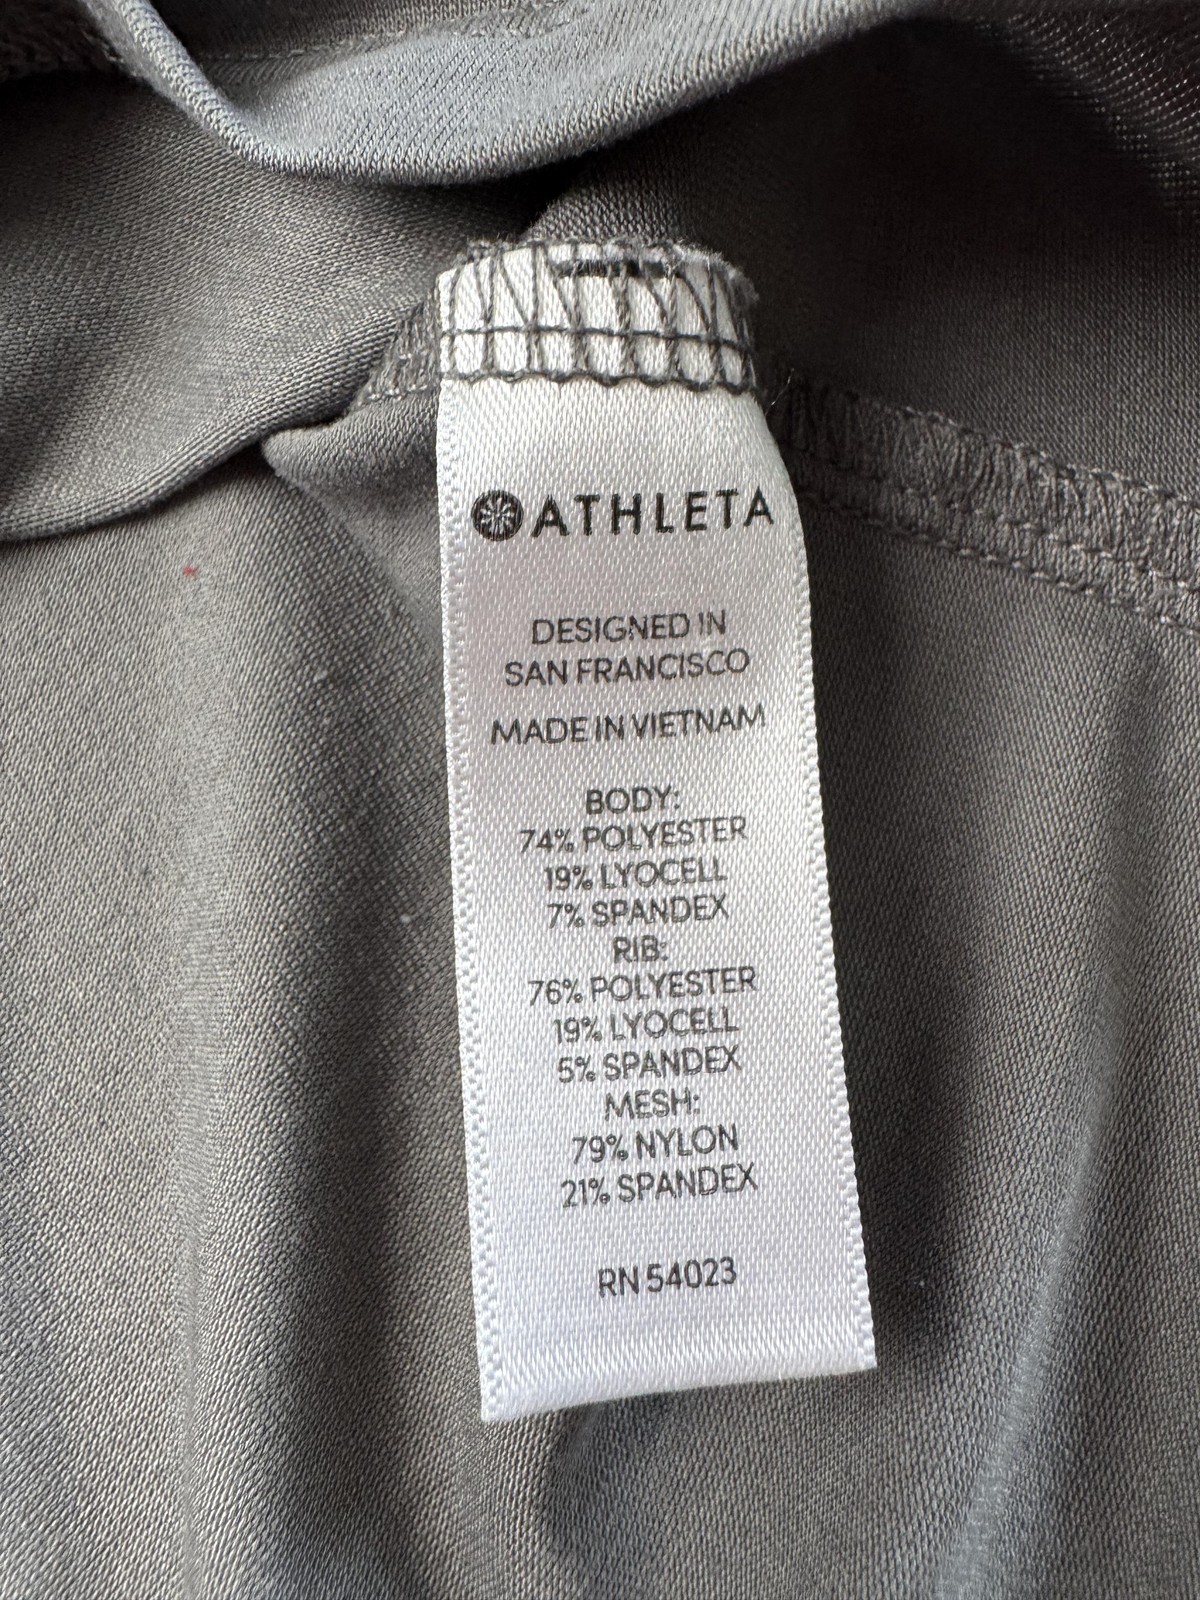 ATHLETA
DESIGNED IN
SAN FRANCISCO
MADE IN VIETNAM
BODY:
74% POLYESTER
19% LYOCELL
7% SPANDEX
RIB:
76% POLYESTER
19% LYOCELL
5% SPANDEX
MESH:
79% NYLON
21% SPANDEX
RN 54023